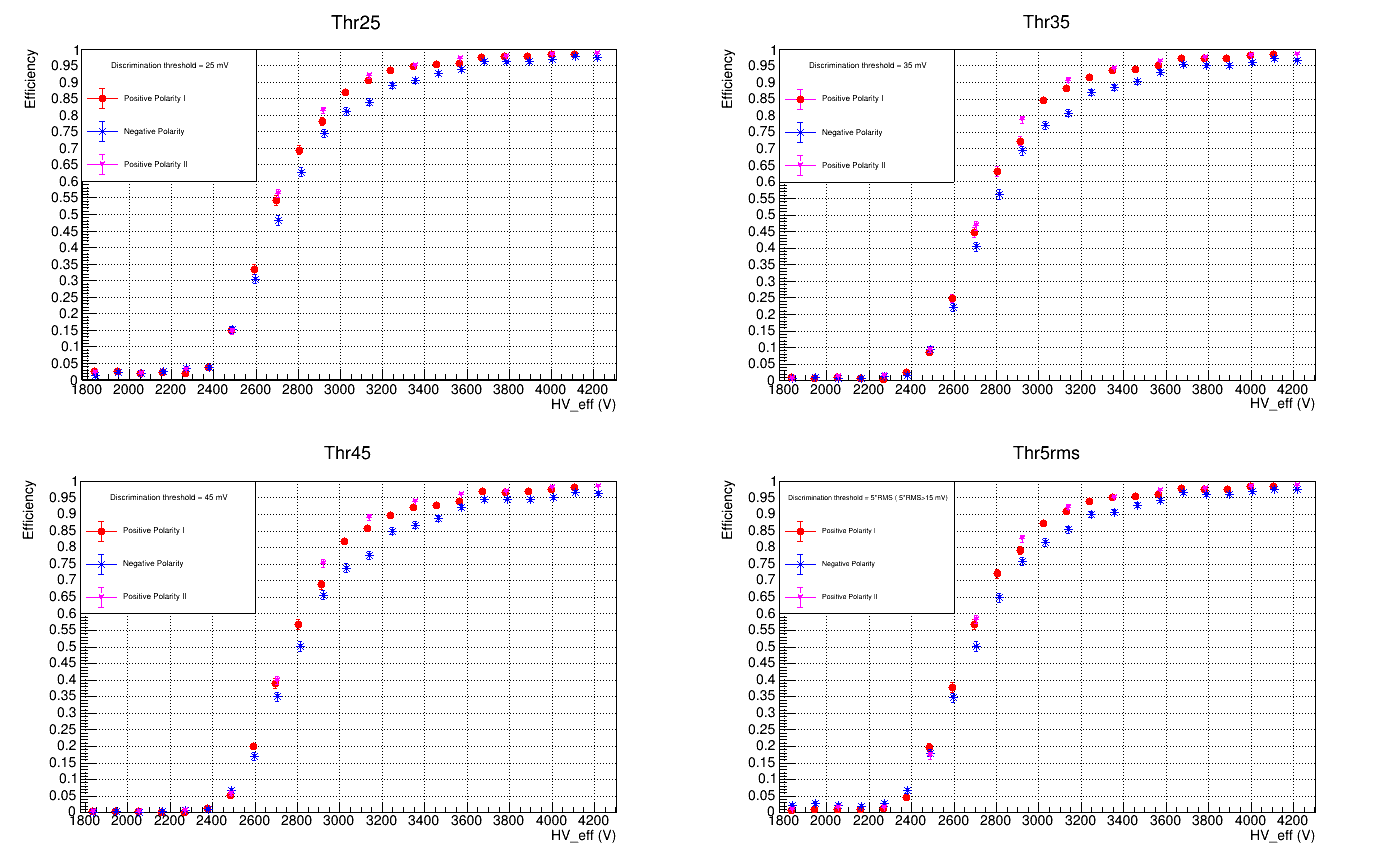 Thr25
Efficiency
1
0.95
0.9
0.85
0.8
0.75
0.7
0.65
0.6
0.55
0.5
0.45
0.4
0.35
0.3
0.25
0.2
0.15
0.1
0.05
0
Discrimination threshold = 25 mV
Positive Polarity I
Negative Polarity
Positive Polarity II
1800 2000 2200 2400 2600 2800 3000 3200 3400 3600 3800 4000 4200
HV_eff (V)
Thr35
Efficiency
1
0.95
0.9
0.85
0.8
0.75
0.7
0.65
0.6
0.55
0.5
0.45
0.4
0.35
0.3
0.25
0.2
0.15
0.1
0.05
0
Discrimination threshold = 35 mV
Positive Polarity I
Negative Polarity
Positive Polarity II
1800 2000 2200 2400 2600 2800 3000 3200 3400 3600 3800 4000 4200
HV_eff (V)
Thr45
Efficiency
1
0.95
0.9
0.85
0.8
0.75
0.7
0.65
0.6
0.55
0.5
0.45
0.4
0.35
0.3
0.25
0.2
0.15
0.1
0.05
0
Discrimination threshold = 45 mV
Positive Polarity I
Negative Polarity
Positive Polarity II
1800 2000 2200 2400 2600 2800 3000 3200 3400 3600 3800 4000 4200
HV_eff (V)
Thr5rms
Efficiency
1
0.95
0.9
0.85
0.8
0.75
0.7
0.65
0.6
0.55
0.5
0.45
0.4
0.35
0.3
0.25
0.2
0.15
0.1
0.05
0
Discrimination threshold = 5*RMS ( 5*RMS>15 mV)
Positive Polarity I
Negative Polarity
Positive Polarity II
1800 2000 2200 2400 2600 2800 3000 3200 3400 3600 3800 4000 4200
HV_eff (V)